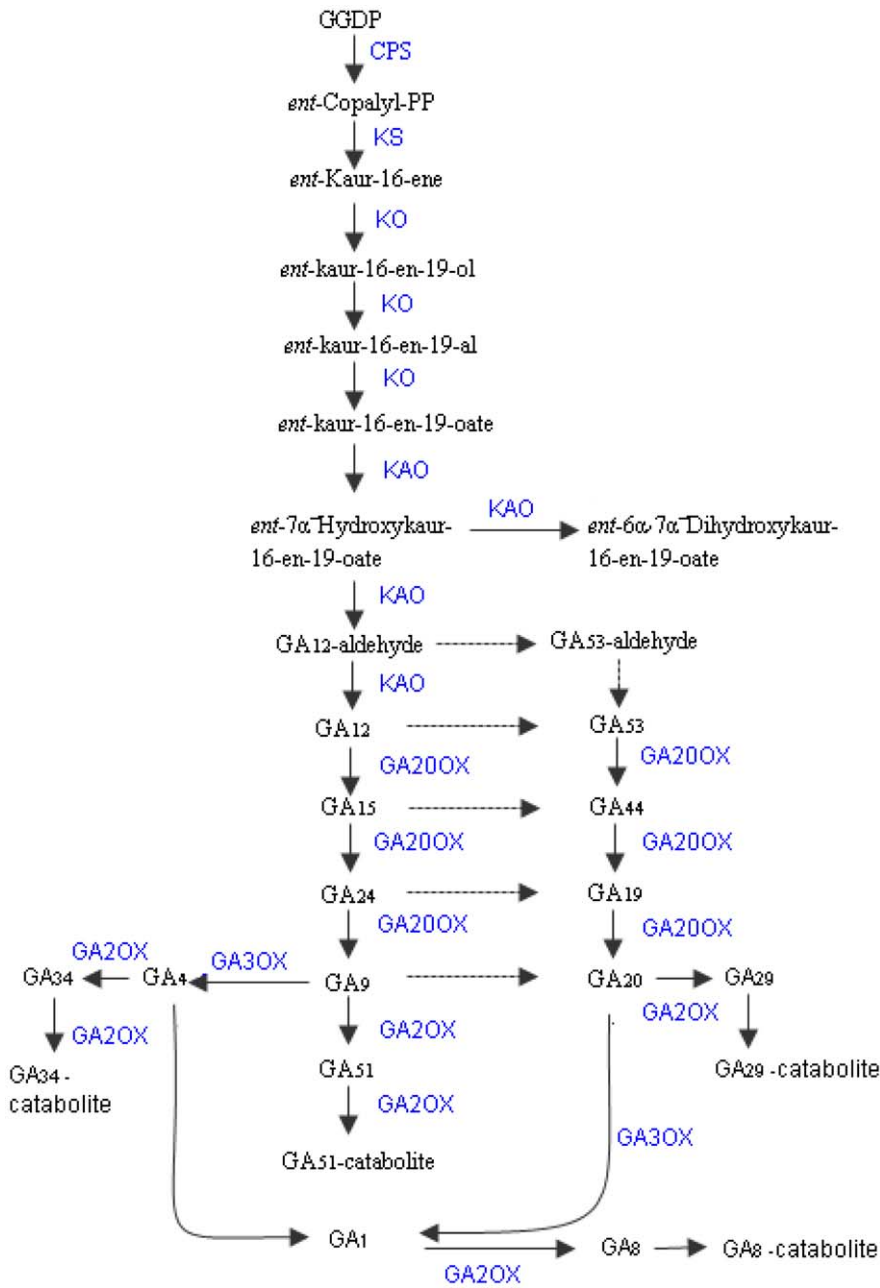 GGDP
CPS
ent-Copalyl-PP
KS
ent-Kaur-16-ene
KO
ent-kaur-16-en-19-ol
KO
ent-kaur-16-en-19-al
KO
ent-kaur-16-en-19-oate
KAO
ent-7α-Hydroxykaur-
16-en-19-oate
KAO
ent-6α, 7α-Dihydroxykaur-
16-en-19-oate
KAO
GA12-aldehyde
GA53-aldehyde
KAO
GA12
GA53
GA20OX
GA20OX
GA15
GA44
GA20OX
GA20OX
GA24
GA19
GA20OX
GA20OX
GA2OX
GA3OX
GA34
GA4
GA9
GA20
GA29
GA2OX
GA2OX
GA2OX
GA34 -
catabolite
GA51
GA29 -catabolite
GA2OX
GA3OX
GA51-catabolite
GA1
GA8
GA8 -catabolite
GA2OX